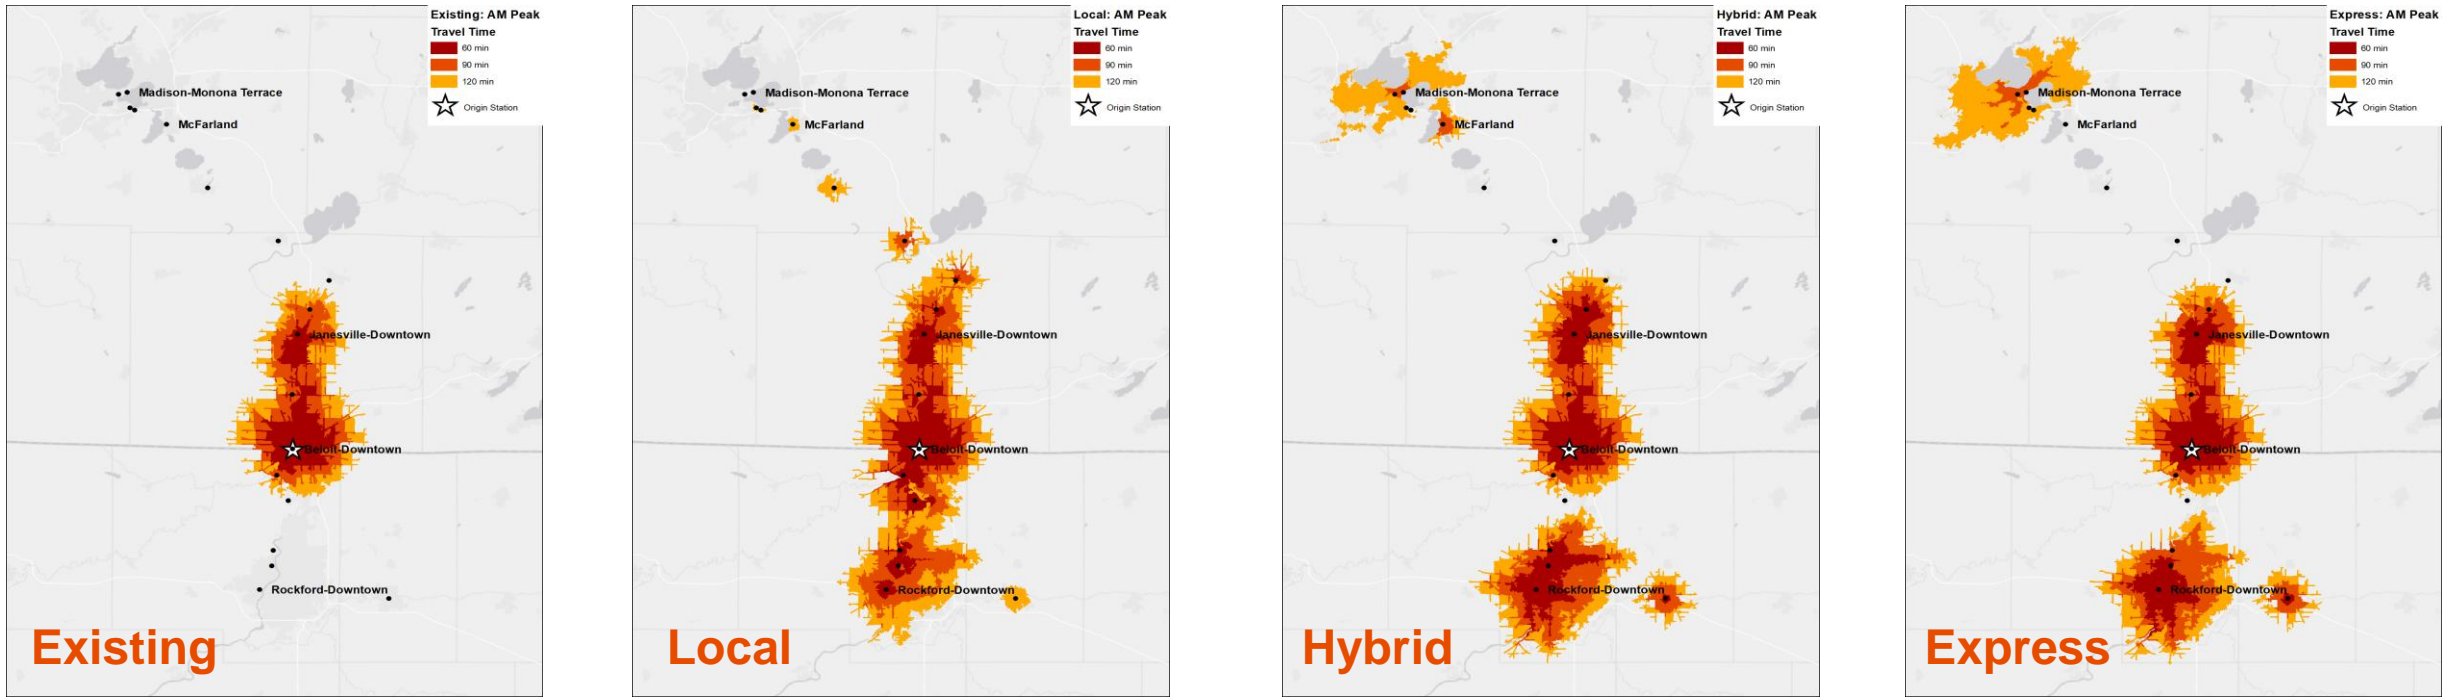 Existing: AM Peak
Travel Time
60 min
90 min
120 min
Origin Station
Madison-Monona Terrace
McFarland
Janesville-Downtown
Beloit-Downtown
Rockford-Downtown
Existing
Local: AM Peak
Travel Time
60 min
90 min
120 min
Origin Station
Madison-Monona Terrace
McFarland
Janesville-Downtown
Beloit-Downtown
Rockford-Downtown
Local
Hybrid: AM Peak
Travel Time
60 min
90 min
120 min
Origin Station
Madison-Monona Terrace
McFarland
Janesville-Downtown
Beloit-Downtown
Rockford-Downtown
Hybrid
Express: AM Peak
Travel Time
60 min
90 min
120 min
Origin Station
Madison-Monona Terrace
McFarland
Janesville-Downtown
Beloit-Downtown
Rockford-Downtown
Express